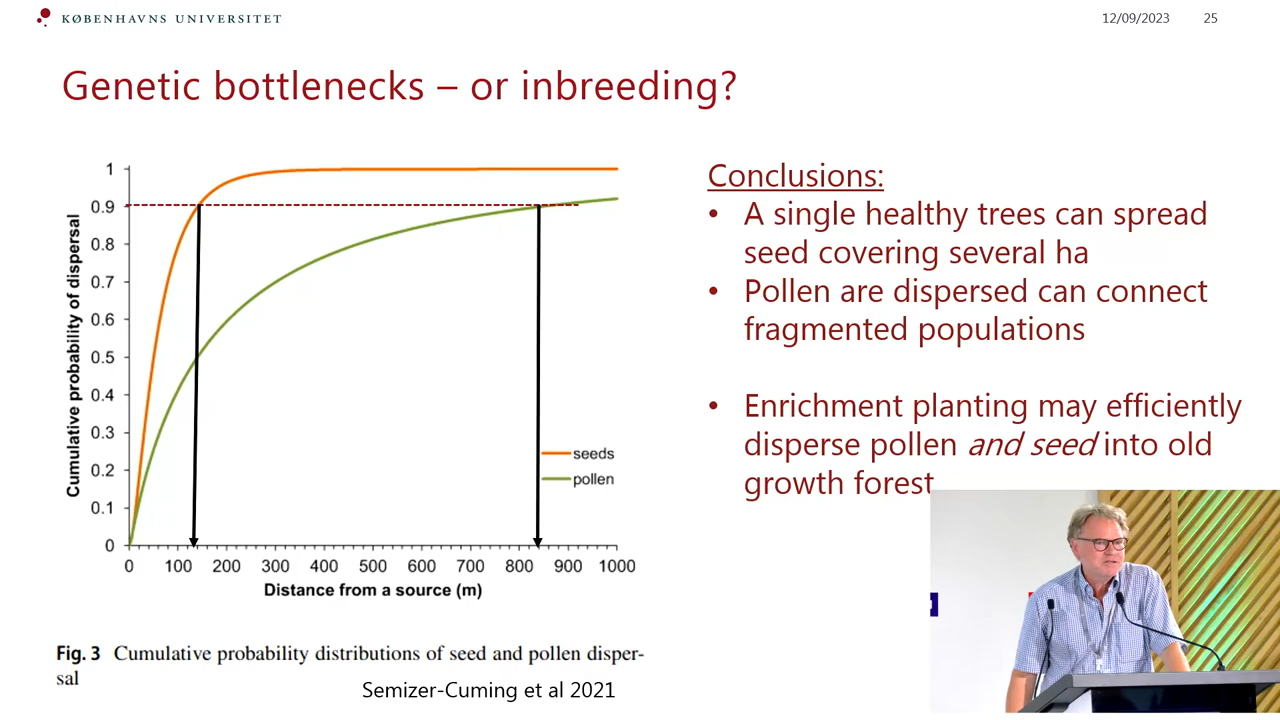 KØBENHAVNS UNIVERSITET
12/09/2023 25
Genetic bottlenecks – or inbreeding?
1
0.9
0.8
0.7
0.6
0.5
0.4
0.3
0.2
0.1
0
Cumulative probability of dispersal
seeds
pollen
0 100 200 300 400 500 600 700 800 900 1000
Distance from a source (m)
Fig. 3 Cumulative probability distributions of seed and pollen disper-
sal
Semizer-Cuming et al 2021
Conclusions:
• A single healthy trees can spread
seed covering several ha
• Pollen are dispersed can connect
fragmented populations
• Enrichment planting may efficiently
disperse pollen and seed into old
growth forest